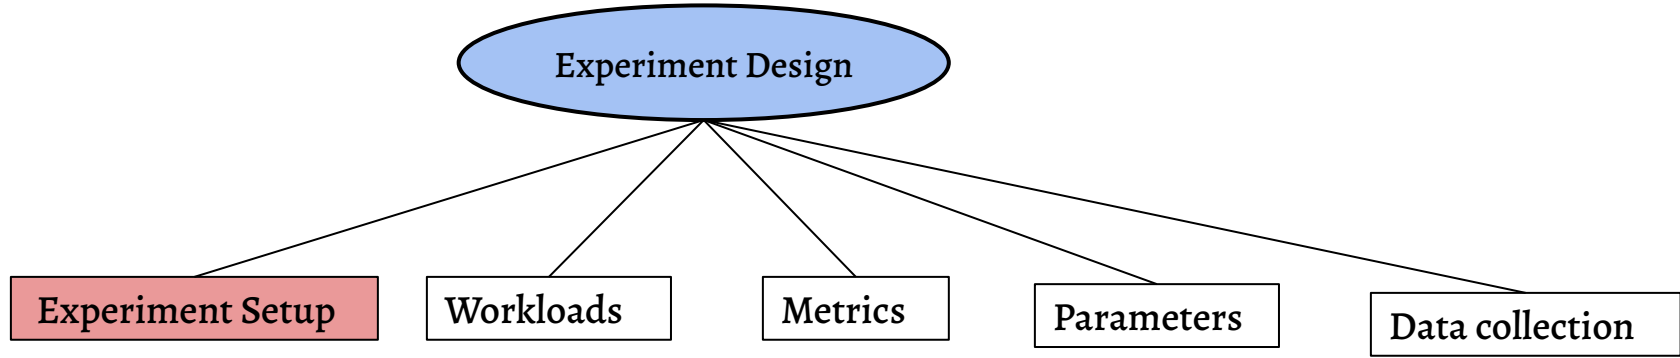 Experiment Design
Experiment Setup
Workloads
Metrics
Parameters
Data collection